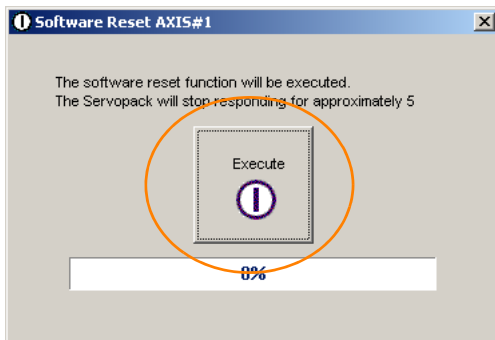 Software Reset AXIS#1
The software reset function will be executed.
The Servopack will stop responding for approximately 5
Execute
0%